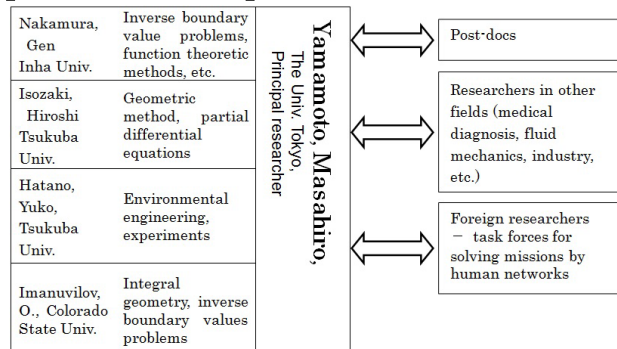 Nakamura,
Gen
Inha Univ.
Inverse boundary
value problems,
function theoretic
methods, etc.
Isozaki,
Hiroshi
Tsukuba
Univ.
Geometric
method, partial
differential
equations
Hatano,
Yuko,
Tsukuba
Univ.
Environmental
engineering,
experiments
Imanuvilov,
O., Colorado
State Univ.
Integral
geometry, inverse
boundary values
problems
Yamamoto, Masahiro,
The Univ. Tokyo,
Principal researcher
Post-docs
Researchers in other
fields (medical
diagnosis, fluid
mechanics, industry,
etc.)
Foreign researchers
－ task forces for
solving missions by
human networks